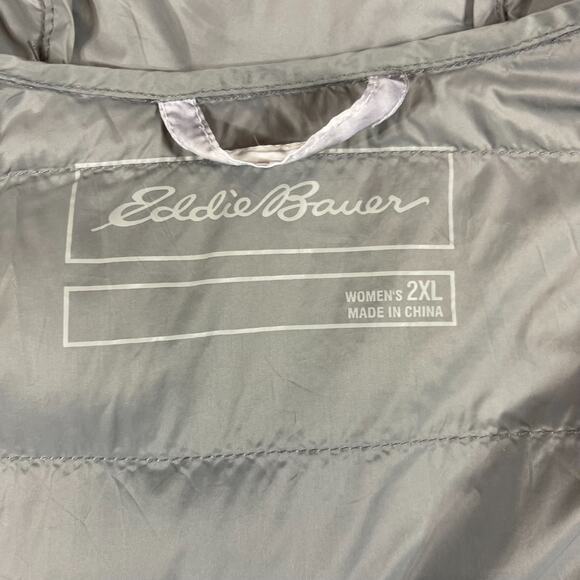 Eddie Bauer
WOMEN'S 2XL
MADE IN CHINA